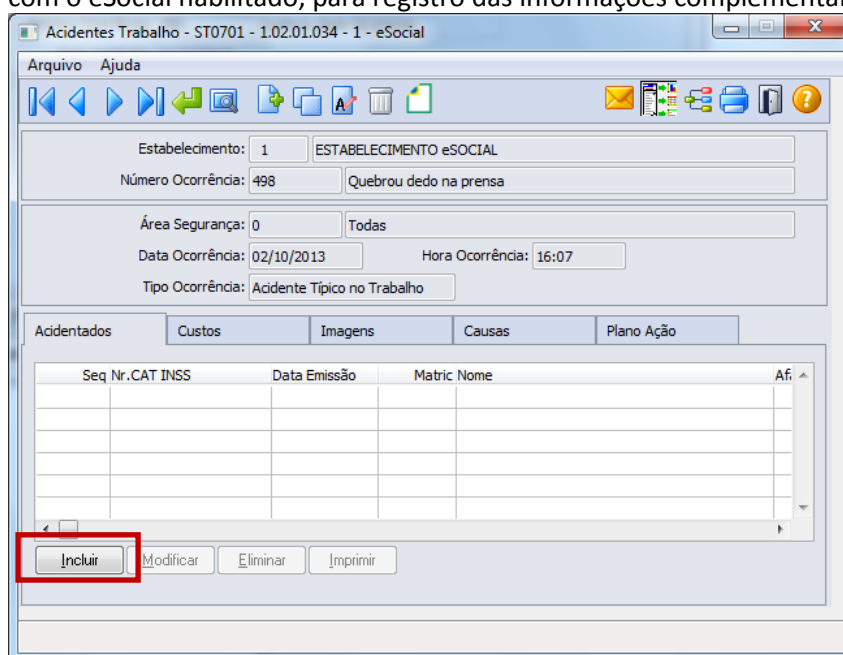 com o eSocial habilitado, para registro das informações complementa
Acidentes Trabalho - ST0701 - 1.02.01.034 - 1 - eSocial
Arquivo Ajuda
Estabelecimento: 1 ESTABELECIMENTO eSOCIAL
Número Ocorrência: 498 Quebrou dedo na prensa
Área Segurança: 0 Todas
Data Ocorrência: 02/10/2013 Hora Ocorrência: 16:07
Tipo Ocorrência: Acidente Típico no Trabalho
Acidentados Custos Imagens Causas Plano Ação
Seq Nr.CAT INSS Data Emissão Matric Nome Af
Incluir Modificar Eliminar Imprimir